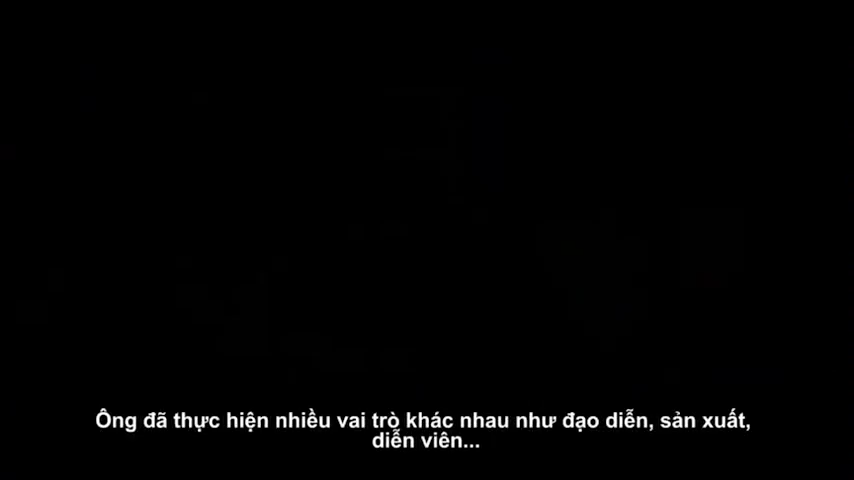 Ông đã thực hiện nhiều vai trò khác nhau như đạo diễn, sản xuất,
diễn viên...